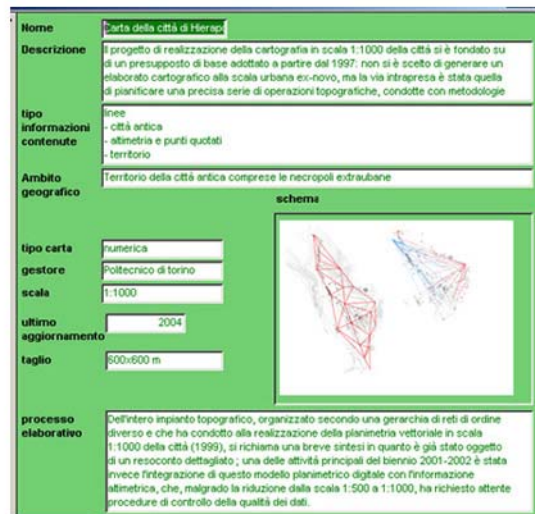 Nome
Carta della città di Hierapo
Descrizione
Il progetto di realizzazione della cartografia in scala 1:1000 della città si è fondato su
di un presupposto di base adottato a partire dal 1997: non si è scelto di generare un
elaborato cartografico alla scala urbana ex-novo, ma la via intrapresa è stata quella
di pianificare una precisa serie di operazioni topografiche, condotte con metodologie
tipo
informazioni
contenute
linee
- città antica
- altimetria e punti quotati
- territorio
Ambito
geografico
Territorio della città antica comprese le necropoli extraubane
schema
tipo carta
numerica
gestore
Politecnico di torino
scala
1:1000
ultimo
aggiornamento
2004
taglio
600x600 m
processo
elaborativo
Dell'intero impianto topografico, organizzato secondo una gerarchia di reti di ordine
diverso e che ha condotto alla realizzazione della planimetria vettoriale in scala
1:1000 della città (1999), si richiama una breve sintesi in quanto è già stato oggetto
di un resoconto dettagliato ; una delle attività principali del biennio 2001-2002 è stata
invece l'integrazione di questo modello planimetrico digitale con l'informazione
altimetrica, che, malgrado la riduzione dalla scala 1:500 a 1:1000, ha richiesto attente
procedure di controllo della qualità dei dati.